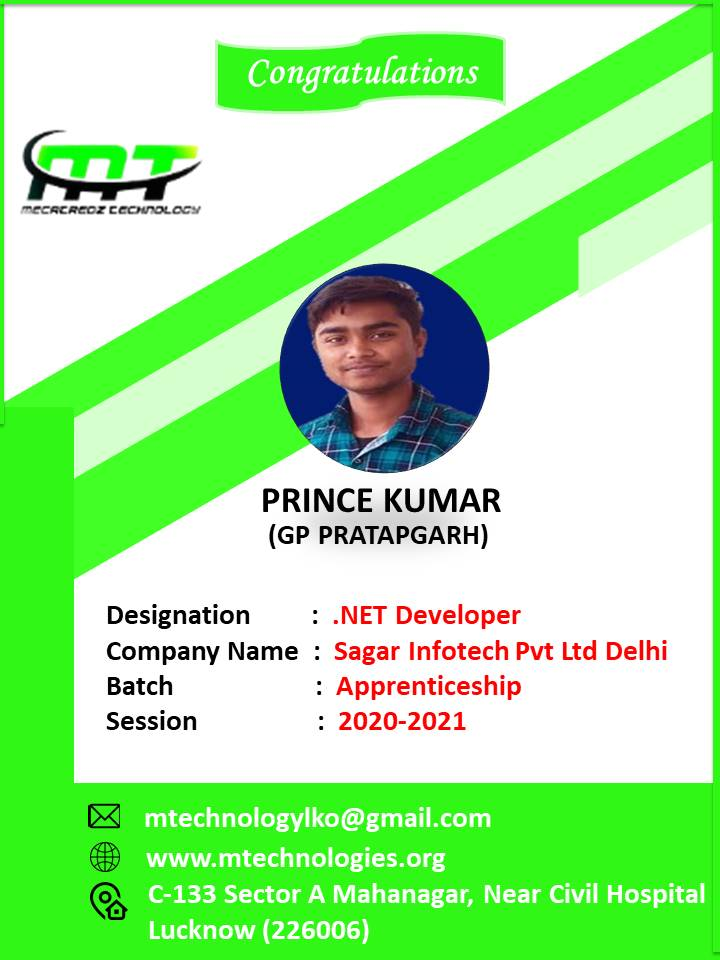 Congratulations
MT
MECATREDZ TECHNOLOGY
PRINCE KUMAR
(GP PRATAPGARH)
Designation : .NET Developer
Company Name : Sagar Infotech Pvt Ltd Delhi
Batch : Apprenticeship
Session : 2020-2021
mtechnologylko@gmail.com
www.mtechnologies.org
C-133 Sector A Mahanagar, Near Civil Hospital
Lucknow (226006)